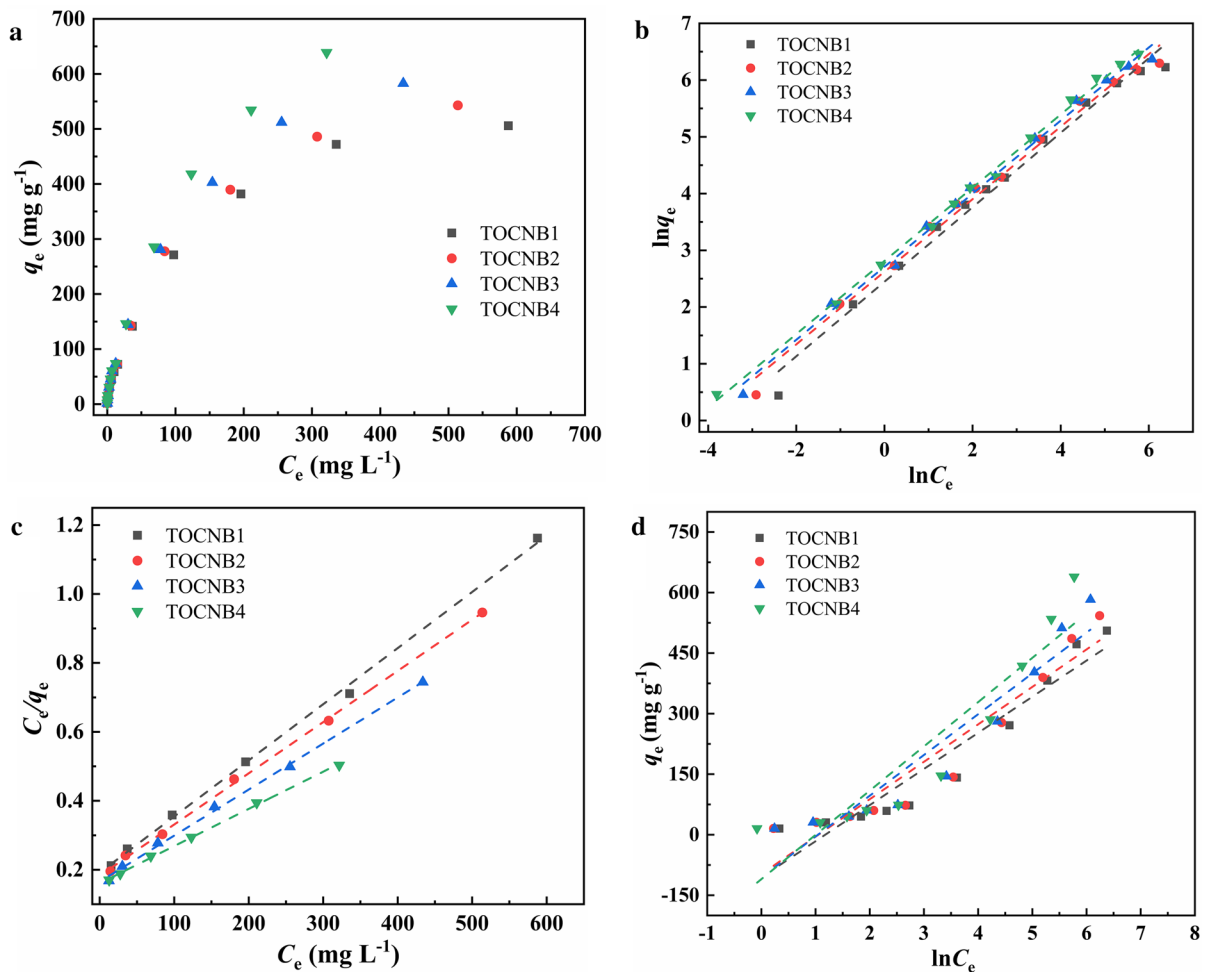 a
700
600
500
400
300
200
100
0
qe (mg g-1)
TOCNB1
TOCNB2
TOCNB3
TOCNB4
0 100 200 300 400 500 600 700
Ce (mg L-1)
b
7
6
5
4
3
2
1
0
lnqe
TOCNB1
TOCNB2
TOCNB3
TOCNB4
-4 -2 0 2 4 6
lnCe
c
1.2
1.0
0.8
0.6
0.4
0.2
Ce/qe
TOCNB1
TOCNB2
TOCNB3
TOCNB4
0 100 200 300 400 500 600
Ce (mg L-1)
d
750
600
450
300
150
0
-150
qe (mg g-1)
TOCNB1
TOCNB2
TOCNB3
TOCNB4
-1 0 1 2 3 4 5 6 7 8
lnCe